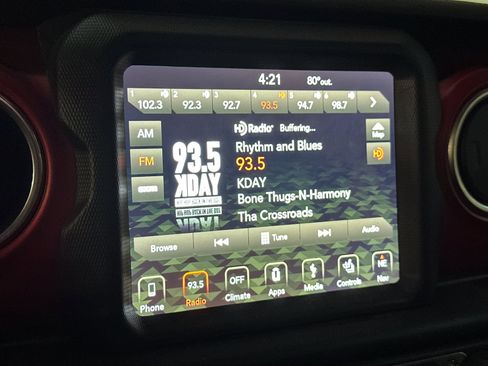 4:21 80°out.
1 2 3 4 5 6
102.3 92.3 92.7 93.5 94.7 98.7
AM
FM
HD Radio Buffering...
Map
Rhythm and Blues
93.5
KDAY
Bone Thugs-N-Harmony
Tha Crossroads
HD
93.5
KDAY
Browse Tune Audio
93.5 OFF NE
Phone Radio Climate Apps Media Controls Nav